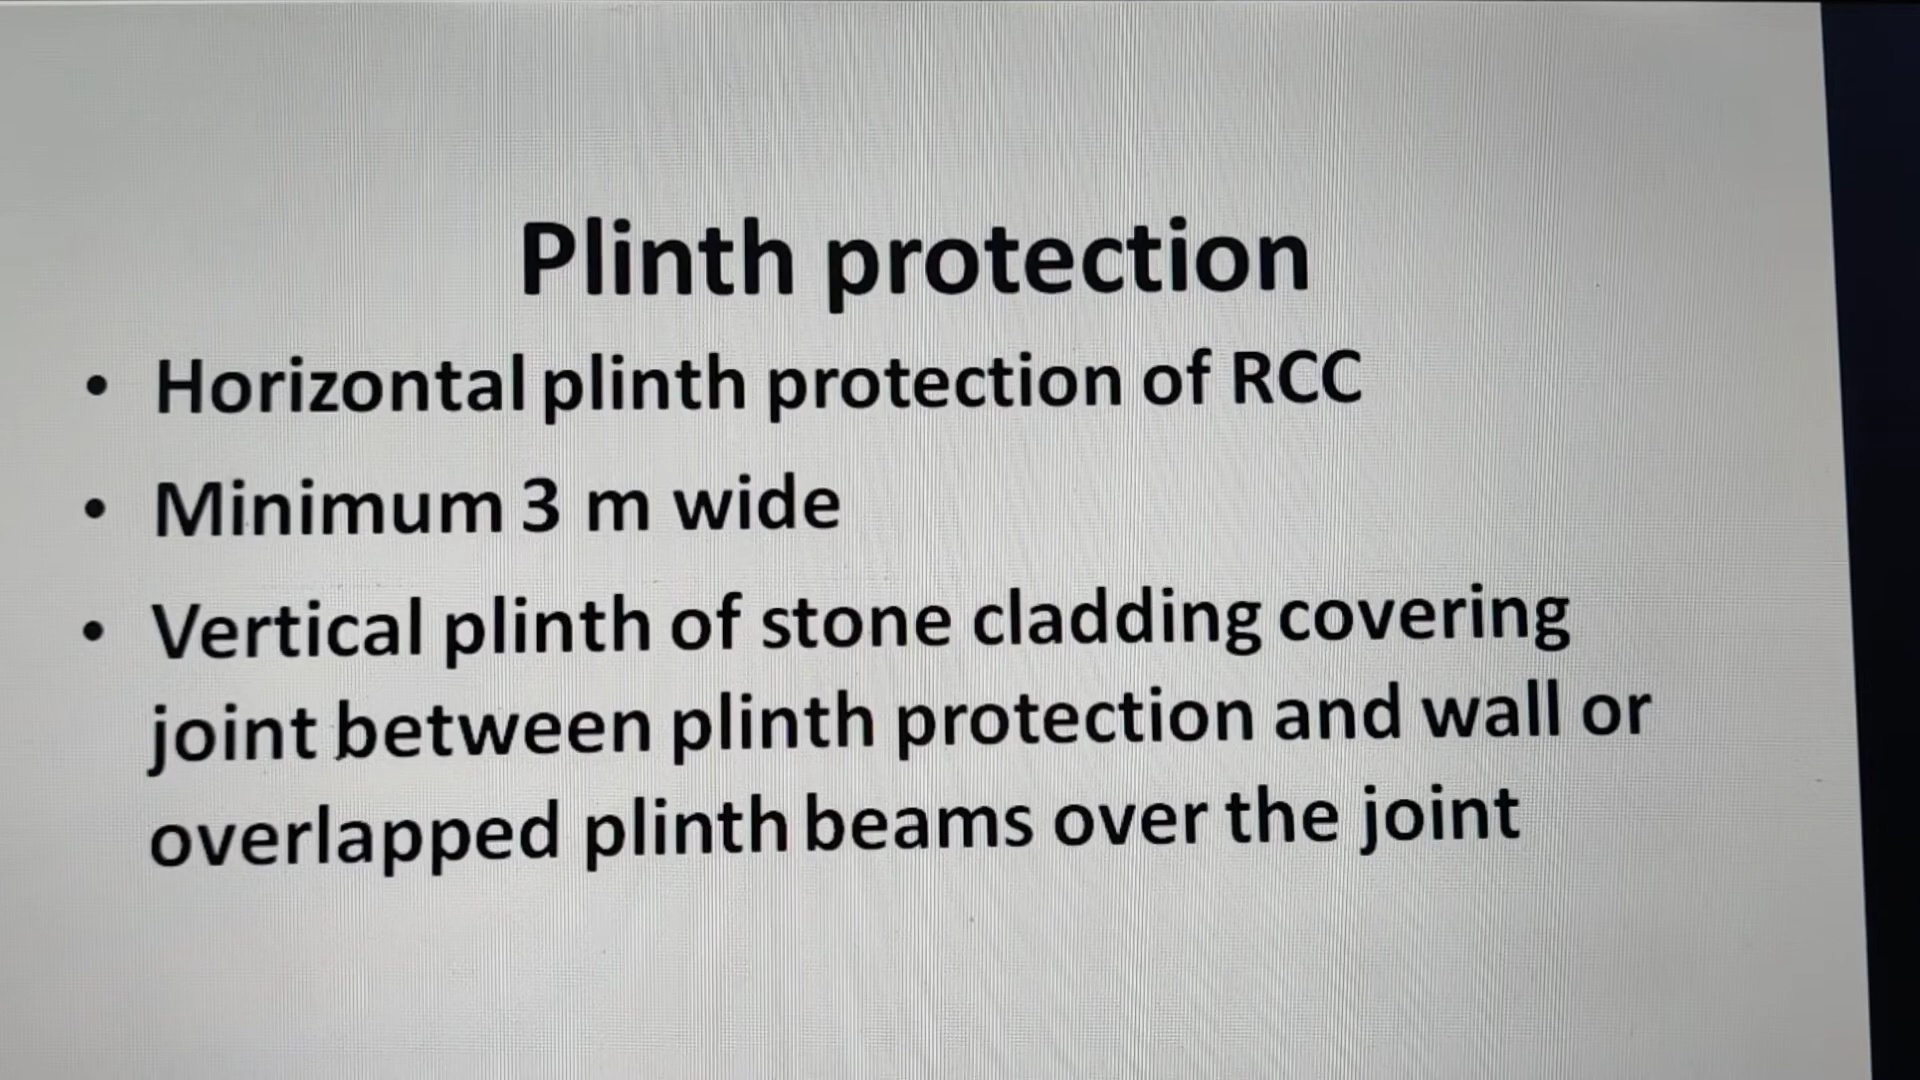 Plinth protection
• Horizontal plinth protection of RCC
• Minimum 3 m wide
• Vertical plinth of stone cladding covering
joint between plinth protection and wall or
overlapped plinth beams over the joint